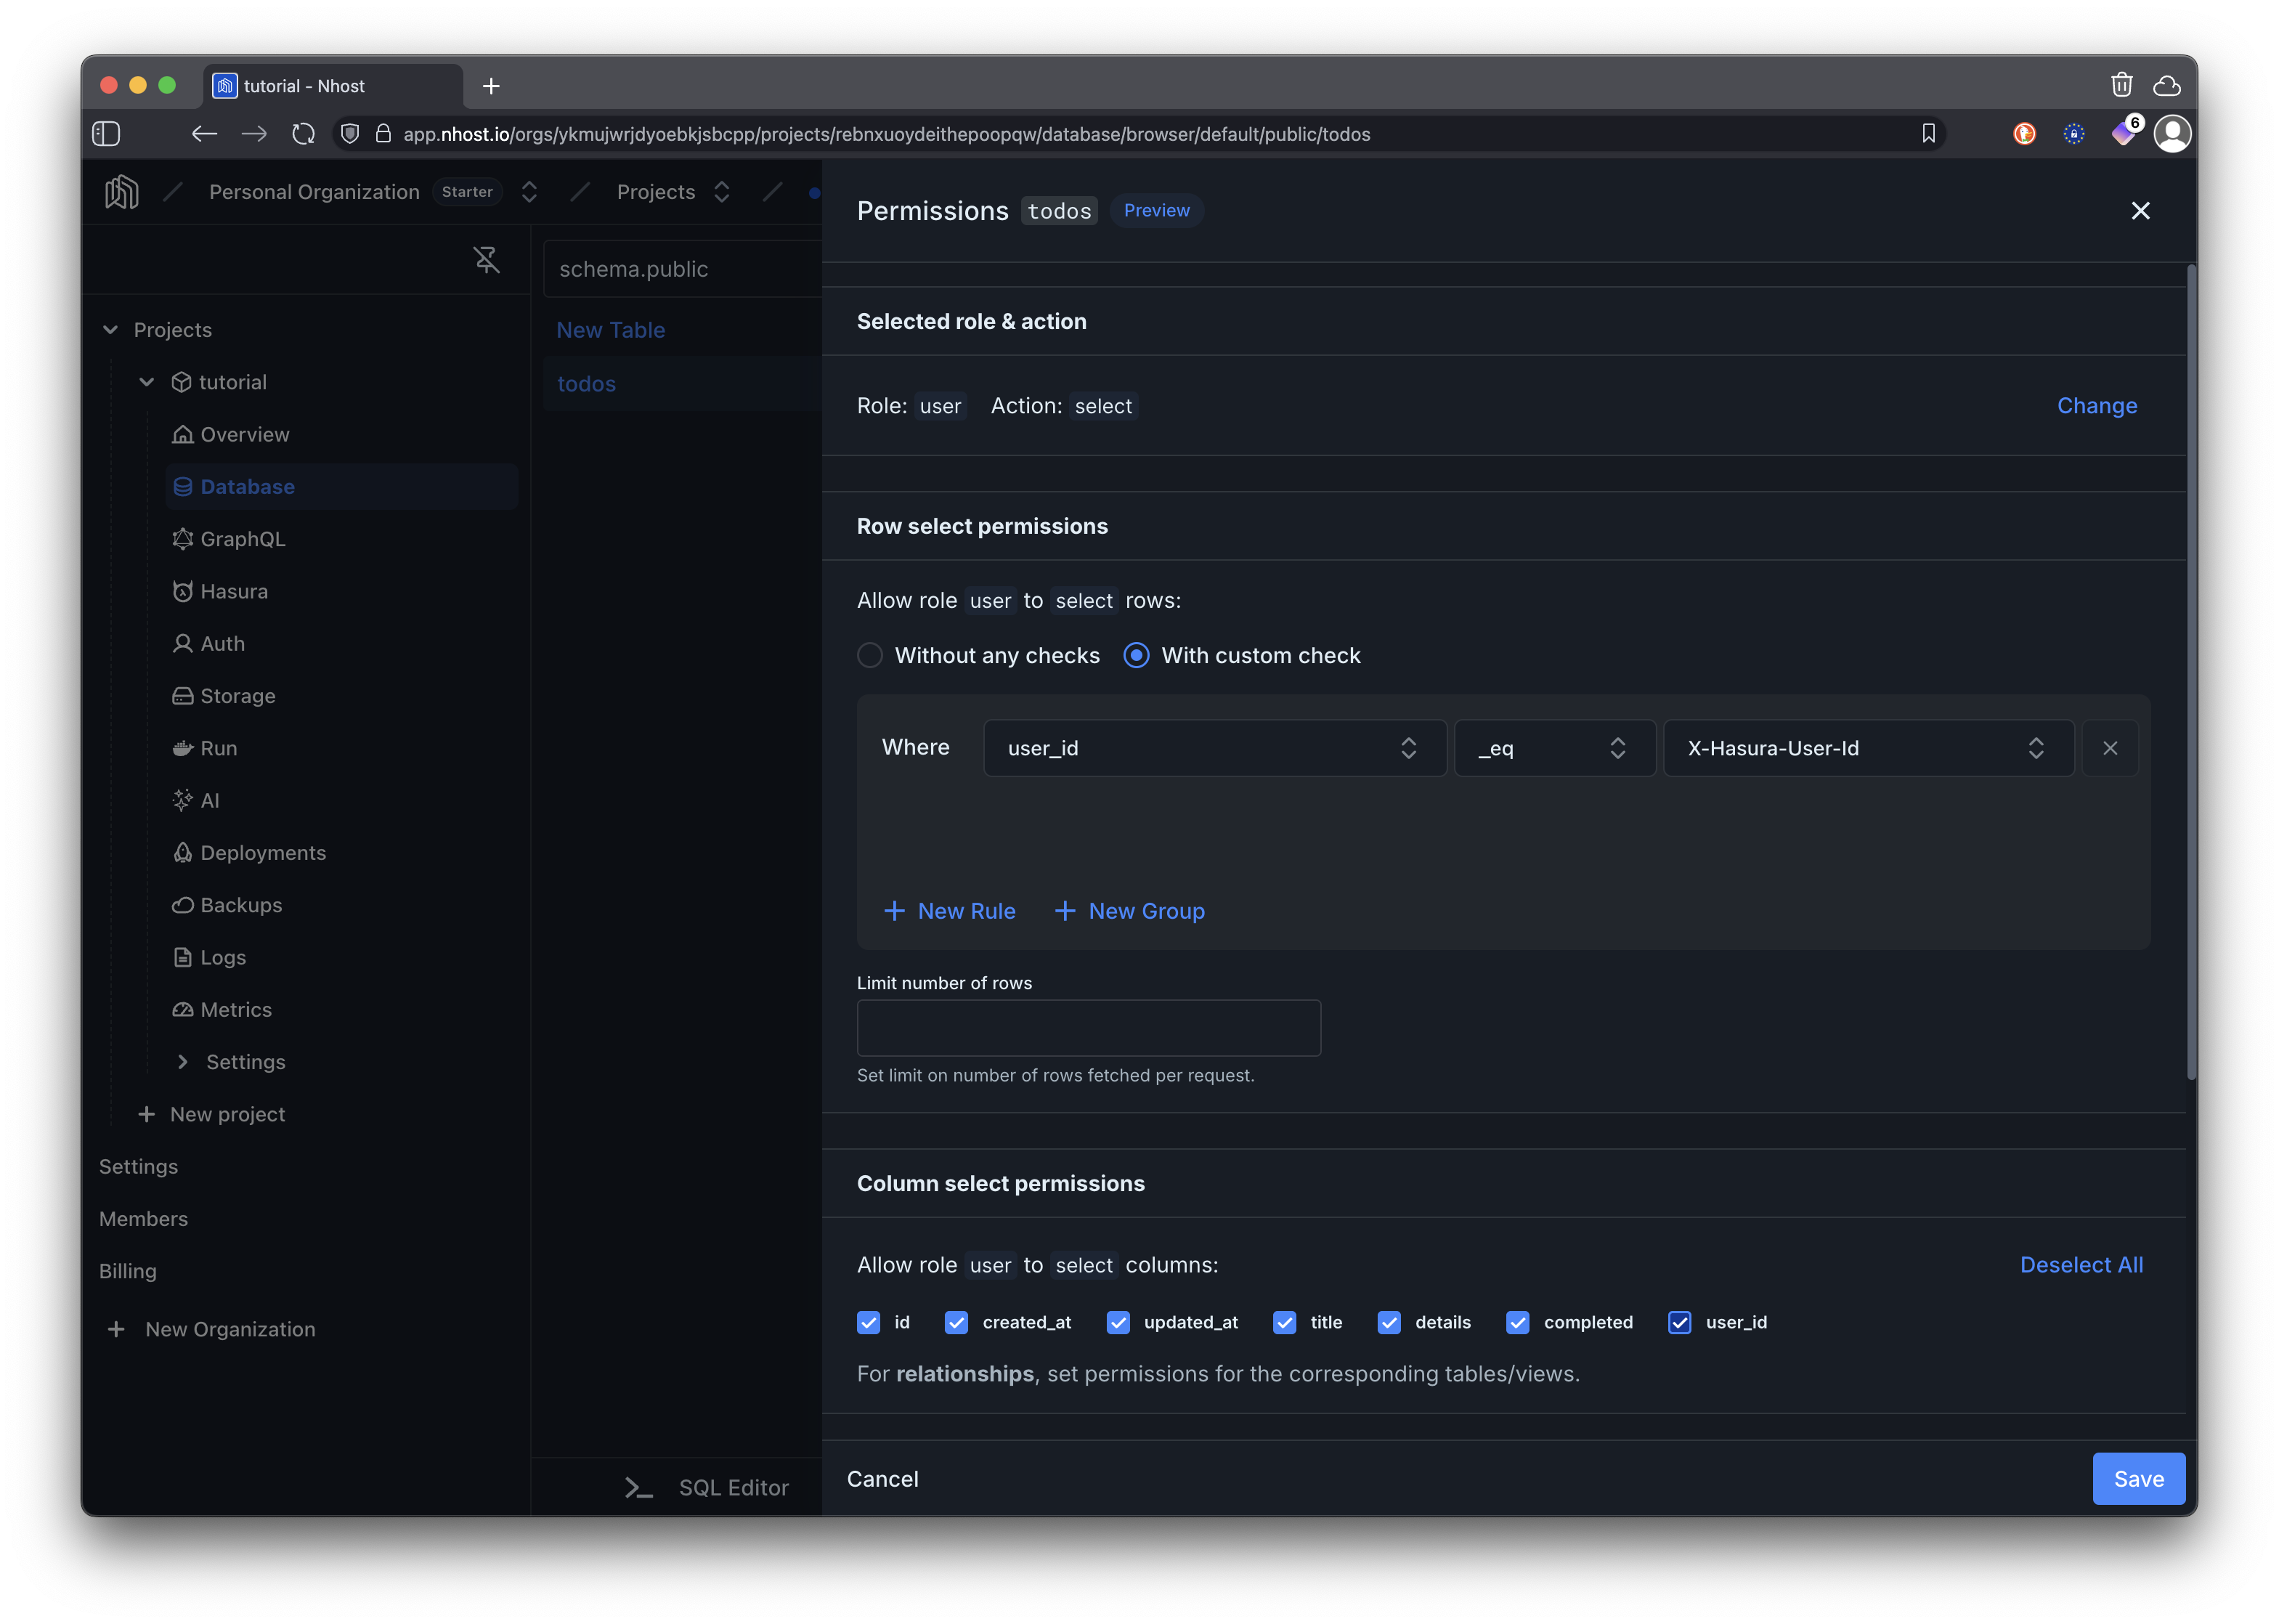 tutorial - Nhost
app.nhost.io/orgs/ykmujwrjdyoebkjsbcpp/projects/rebnxuoydeithepoopqw/database/browser/default/public/todos
6
Personal Organization Starter Projects
Projects
tutorial
Overview
Database
GraphQL
Hasura
Auth
Storage
Run
AI
Deployments
Backups
Logs
Metrics
Settings
New project
Settings
Members
Billing
New Organization
schema.public
New Table
todos
SQL Editor
Permissions todos Preview
Selected role & action
Role: user Action: select Change
Row select permissions
Allow role user to select rows:
Without any checks With custom check
Where user_id _eq X-Hasura-User-Id
New Rule New Group
Limit number of rows
Set limit on number of rows fetched per request.
Column select permissions
Allow role user to select columns: Deselect All
id created_at updated_at title details completed user_id
For relationships, set permissions for the corresponding tables/views.
Cancel Save